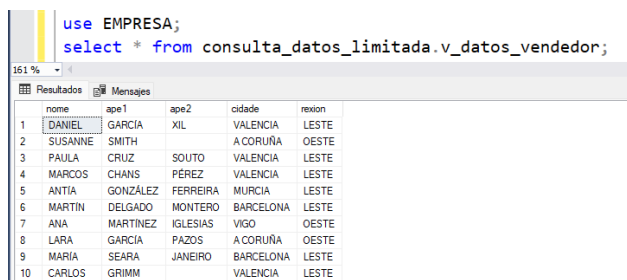 use EMPRESA;
select * from consulta_datos_limitada.v_datos_vendedor;
161 %
Resultados Mensajes
nome ape1 ape2 cidade rexion
1 DANIEL GARCÍA XIL VALENCIA LESTE
2 SUSANNE SMITH A CORUÑA OESTE
3 PAULA CRUZ SOUTO VALENCIA LESTE
4 MARCOS CHANS PÉREZ VALENCIA LESTE
5 ANTÍA GONZÁLEZ FERREIRA MURCIA LESTE
6 MARTÍN DELGADO MONTERO BARCELONA LESTE
7 ANA MARTÍNEZ IGLESIAS VIGO OESTE
8 LARA GARCÍA PAZOS A CORUÑA OESTE
9 MARÍA SEARA JANEIRO BARCELONA LESTE
10 CARLOS GRIMM VALENCIA LESTE